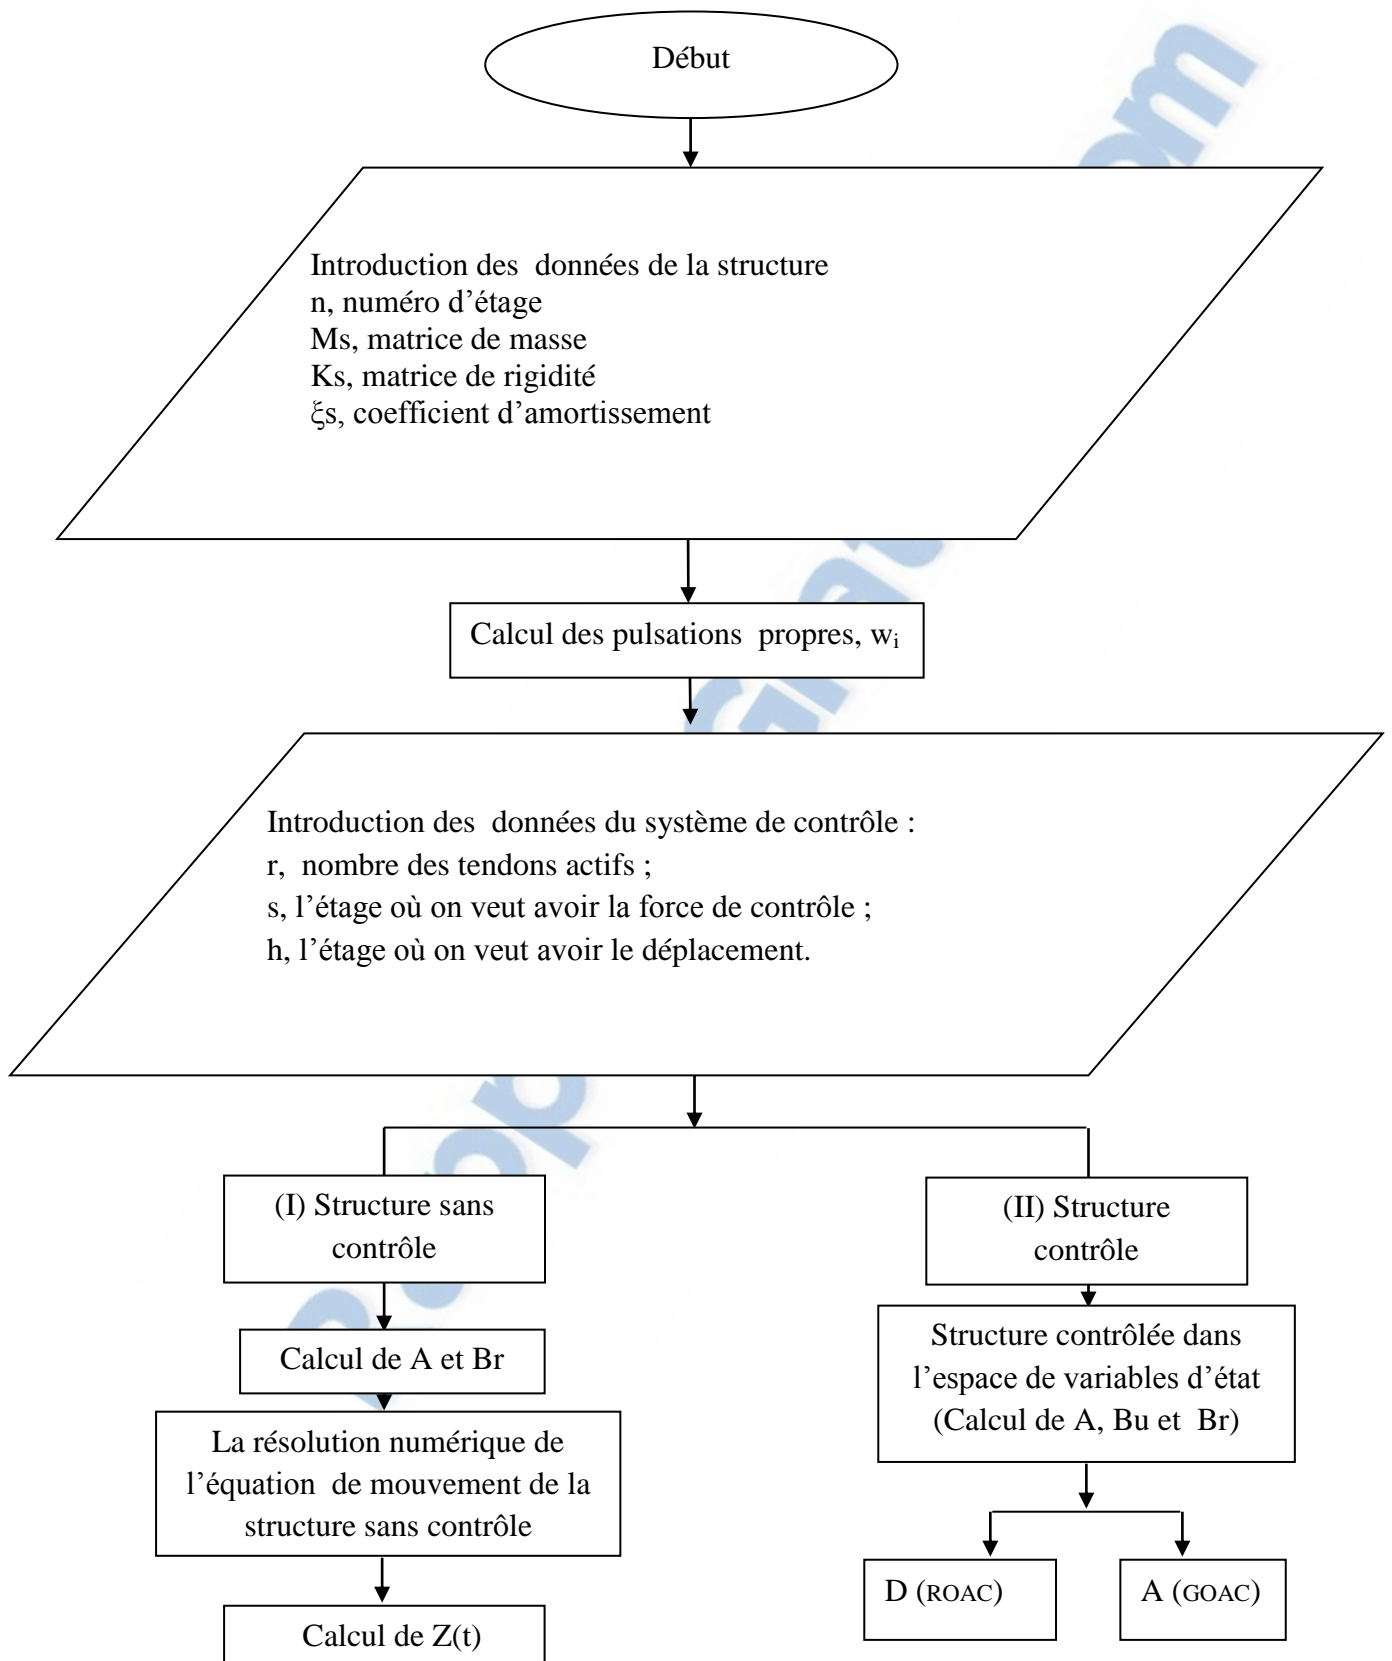 Début
Introduction des données de la structure
n, numéro d’étage
Ms, matrice de masse
Ks, matrice de rigidité
ξs, coefficient d’amortissement
Calcul des pulsations propres, wi
Introduction des données du système de contrôle :
r, nombre des tendons actifs ;
s, l’étage où on veut avoir la force de contrôle ;
h, l’étage où on veut avoir le déplacement.
(I) Structure sans
contrôle
Calcul de A et Br
La résolution numérique de
l’équation de mouvement de la
structure sans contrôle
Calcul de Z(t)
(II) Structure
contrôle
Structure contrôlée dans
l’espace de variables d’état
(Calcul de A, Bu et Br)
D (ROAC)
A (GOAC)